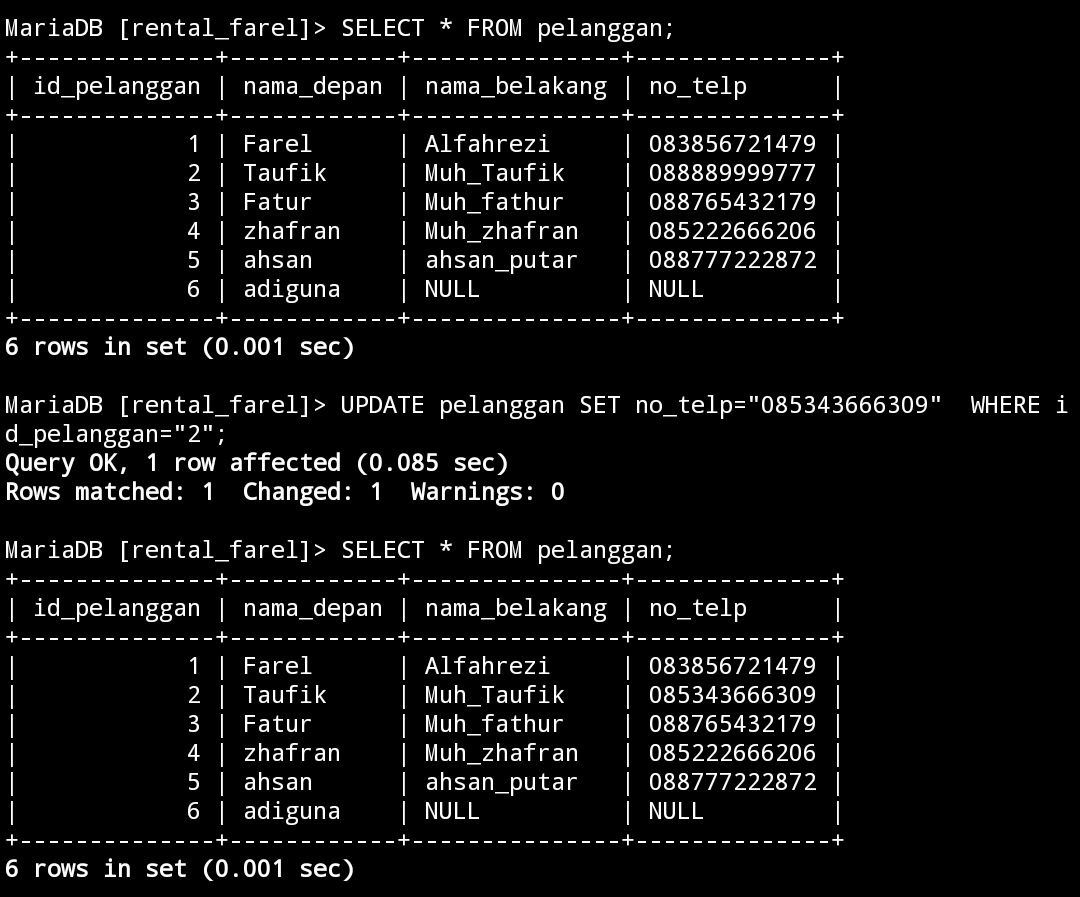 MariaDB [rental_farel]> SELECT * FROM pelanggan;
+--------------+------------+---------------+--------------+
| id_pelanggan | nama_depan | nama_belakang | no_telp      |
+--------------+------------+---------------+--------------+
|            1 | Farel      | Alfahrezi     | 083856721479 |
|            2 | Taufik     | Muh_Taufik    | 088889999777 |
|            3 | Fatur      | Muh_fathur    | 088765432179 |
|            4 | zhafran    | Muh_zhafran   | 085222666206 |
|            5 | ahsan      | ahsan_putar   | 088777222872 |
|            6 | adiguna    | NULL          | NULL         |
+--------------+------------+---------------+--------------+
6 rows in set (0.001 sec)

MariaDB [rental_farel]> UPDATE pelanggan SET no_telp="085343666309"  WHERE i
d_pelanggan="2";
Query OK, 1 row affected (0.085 sec)
Rows matched: 1  Changed: 1  Warnings: 0

MariaDB [rental_farel]> SELECT * FROM pelanggan;
+--------------+------------+---------------+--------------+
| id_pelanggan | nama_depan | nama_belakang | no_telp      |
+--------------+------------+---------------+--------------+
|            1 | Farel      | Alfahrezi     | 083856721479 |
|            2 | Taufik     | Muh_Taufik    | 085343666309 |
|            3 | Fatur      | Muh_fathur    | 088765432179 |
|            4 | zhafran    | Muh_zhafran   | 085222666206 |
|            5 | ahsan      | ahsan_putar   | 088777222872 |
|            6 | adiguna    | NULL          | NULL         |
+--------------+------------+---------------+--------------+
6 rows in set (0.001 sec)